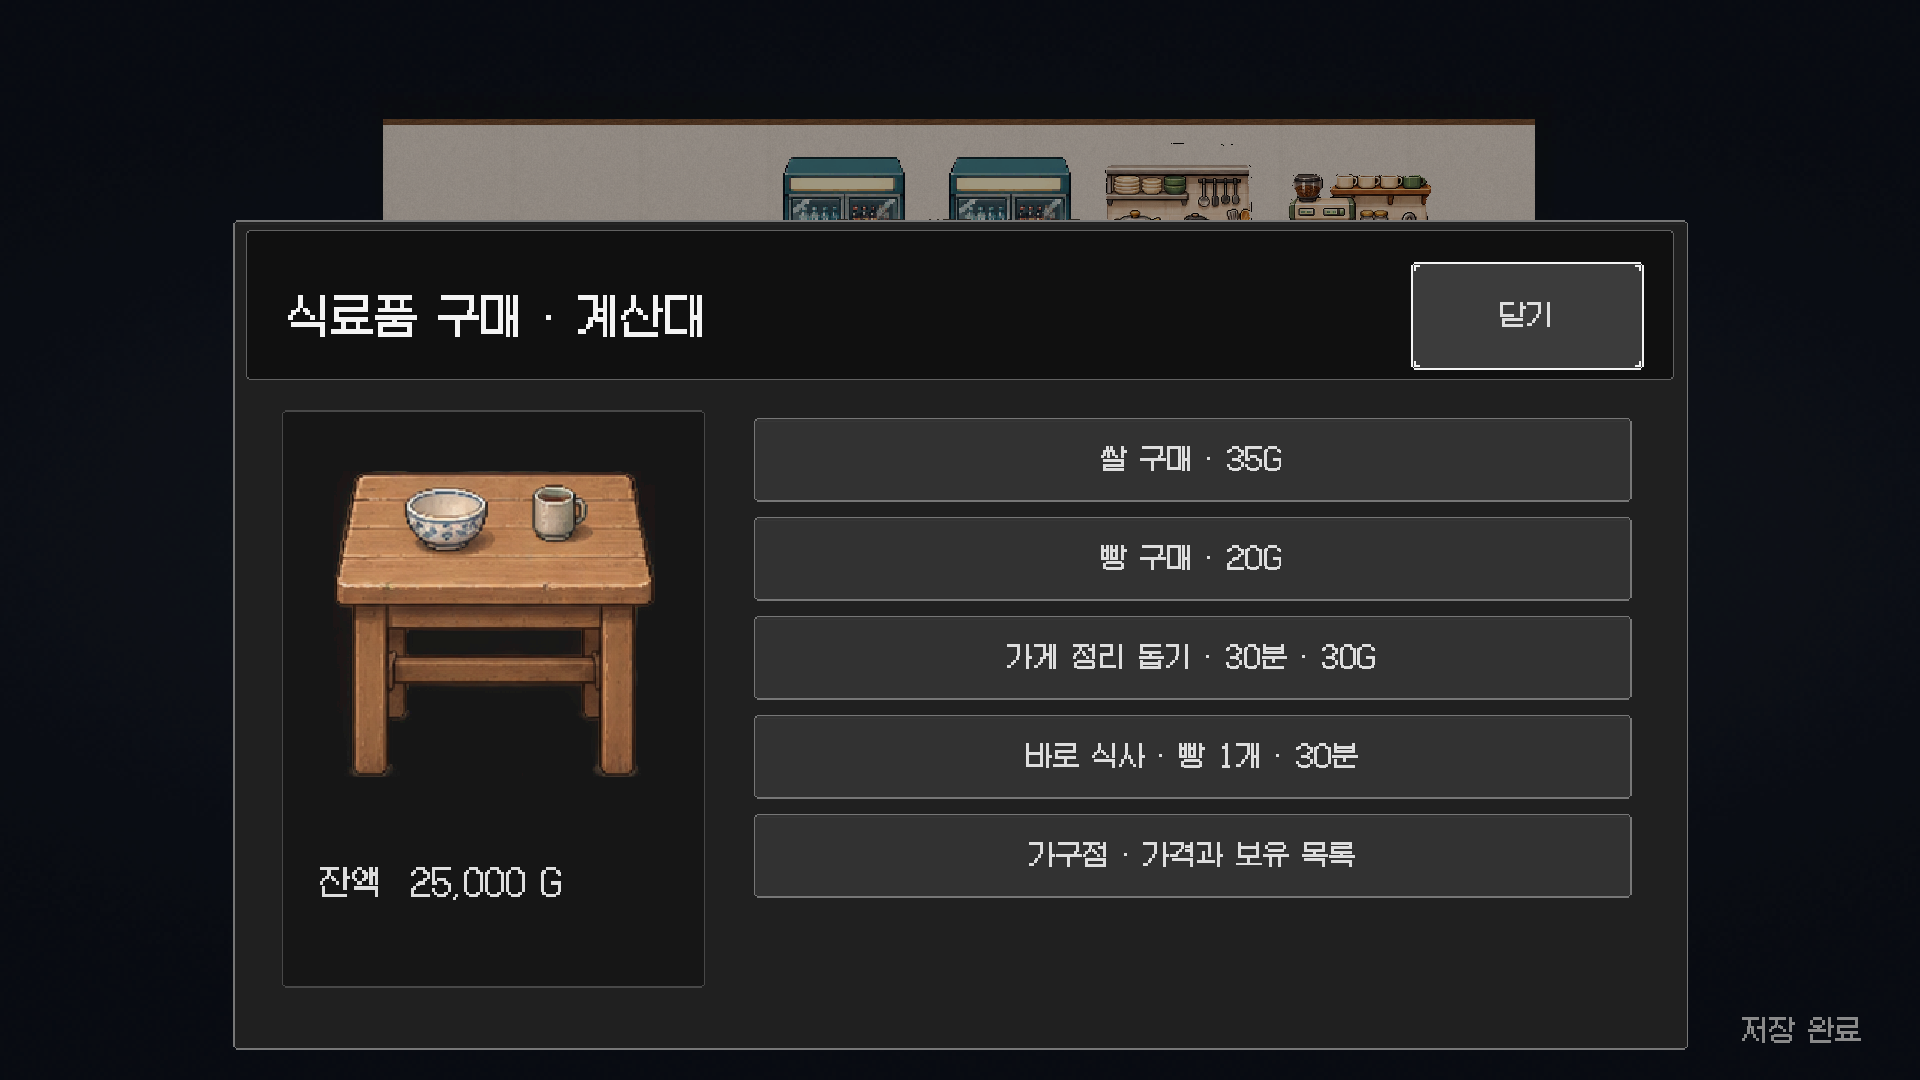 식료품 구매 · 계산대
닫기
쌀 구매 · 35G
빵 구매 · 20G
가게 정리 돕기 · 30분 · 30G
바로 식사 · 빵 1개 · 30분
가구점 · 가격과 보유 목록
잔액 25,000 G
저장 완료